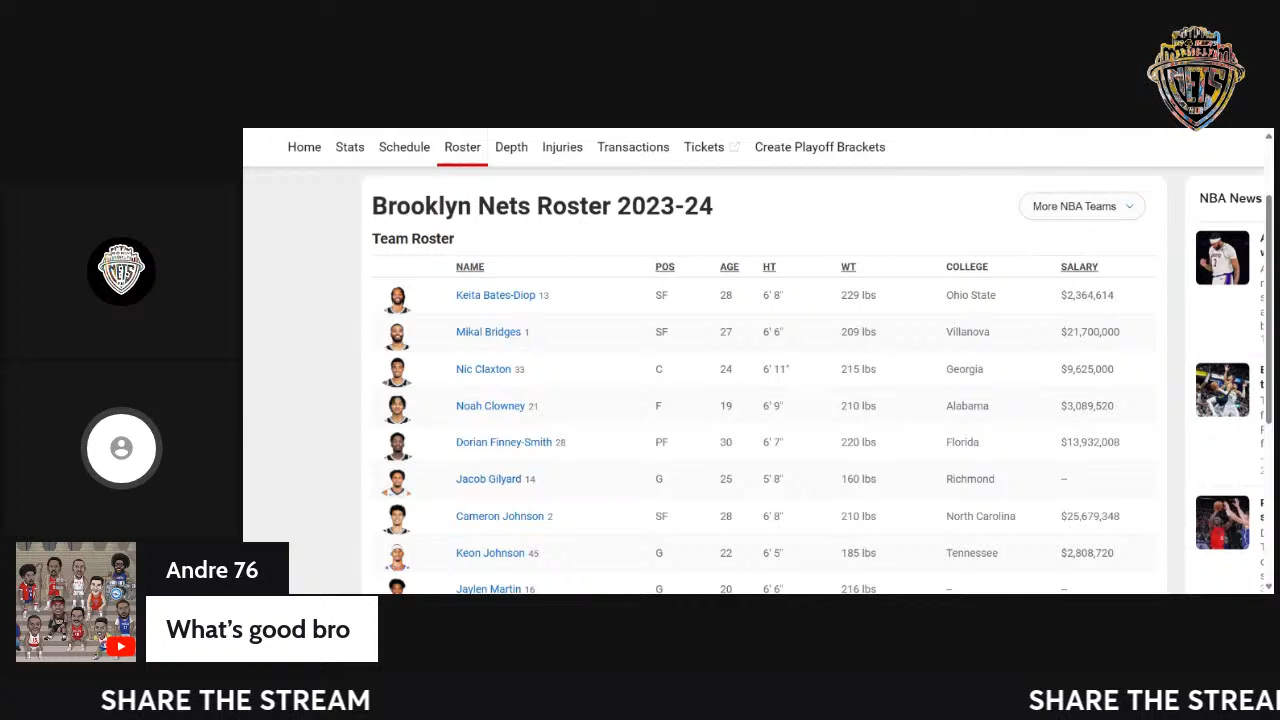 NETS
Home Stats Schedule Roster Depth Injuries Transactions Tickets Create Playoff Brackets
Brooklyn Nets Roster 2023-24
More NBA Teams
NBA News
Team Roster
NAME POS AGE HT WT COLLEGE SALARY
Keita Bates-Diop 13 SF 28 6' 8" 229 lbs Ohio State $2,364,614
Mikal Bridges 1 SF 27 6' 6" 209 lbs Villanova $21,700,000
Nic Claxton 33 C 24 6' 11" 215 lbs Georgia $9,625,000
Noah Clowney 21 F 19 6' 9" 210 lbs Alabama $3,089,520
Dorian Finney-Smith 28 PF 30 6' 7" 220 lbs Florida $13,932,008
Jacob Gilyard 14 G 25 5' 8" 160 lbs Richmond --
Cameron Johnson 2 SF 28 6' 8" 210 lbs North Carolina $25,679,348
Keon Johnson 45 G 22 6' 5" 185 lbs Tennessee $2,808,720
Jaylen Martin 16 G 20 6' 6" 216 lbs -- --
NETS
Andre 76
What's good bro
SHARE THE STREAM
SHARE THE STREA